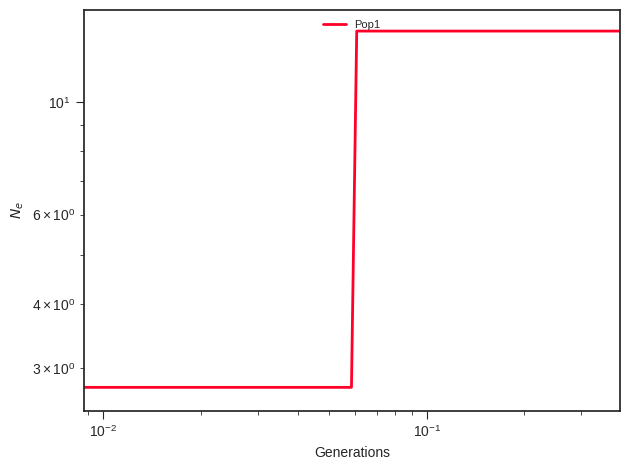 Pop1
10¹
6 × 10⁰
4 × 10⁰
3 × 10⁰
Nₑ
10⁻²
10⁻¹
Generations